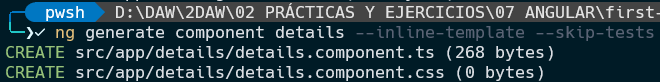 pwsh D:\DAW\2DAW\02 PRÁCTICAS Y EJERCICIOS\07 ANGULAR\first-
ng generate component details --inline-template --skip-tests
CREATE src/app/details/details.component.ts (268 bytes)
CREATE src/app/details/details.component.css (0 bytes)